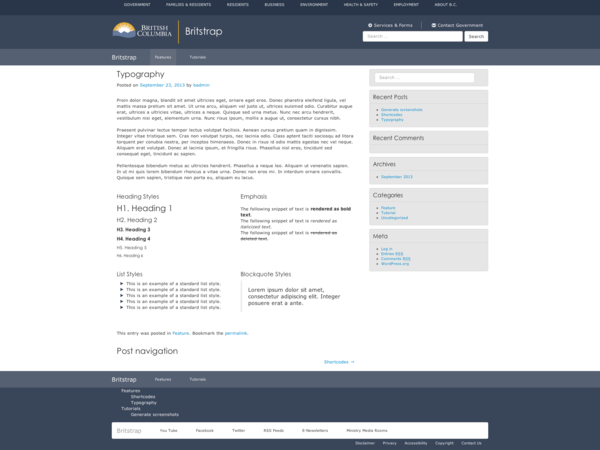 GOVERNMENT FAMILIES & RESIDENTS RESIDENTS BUSINESS ENVIRONMENT HEALTH & SAFETY EMPLOYMENT ABOUT B.C.
BRITISH COLUMBIA
Britstrap
Services & Forms Contact Government
Search ... Search
Britstrap Features Tutorials
Typography
Posted on September 23, 2013 by badmin
Proin dolor magna, blandit sit amet ultricies eget, ornare eget eros. Donec pharetra eleifend ligula, vel
mattis massa pretium sit amet. Ut urna arcu, aliquam vel justo ut, ultrices euismod odio. Curabitur augue
erat, ultrices a ultricies vitae, ultrices a neque. Quisque sed urna metus. Nunc nec arcu hendrerit,
vestibulum nisi eget, elementum urna. Nunc risus ipsum, mollis a augue ut, consectetur cursus nibh.
Praesent pulvinar lectus tempor lectus volutpat facilisis. Aenean cursus pretium quam in dignissim.
Integer vitae tristique sem. Cras non volutpat turpis, nec lacinia odio. Class aptent taciti sociosqu ad litora
torquent per conubia nostra, per inceptos himenaeos. Donec in risus id odio mattis egestas nec vel neque.
Aliquam erat volutpat. Donec at lacinia ipsum, et fringilla risus. Phasellus nisl eros, tincidunt sed
consequat eget, tincidunt ac sapien.
Pellentesque bibendum metus ac ultricies hendrerit. Phasellus a neque leo. Aliquam ut venenatis sapien.
In ut mi quis lorem bibendum rhoncus a vitae urna. Donec non eros mi. In interdum ornare convallis.
Quisque sem sapien, tristique non porta eu, aliquam eu lacus.
Heading Styles
H1. Heading 1
H2. Heading 2
H3. Heading 3
H4. Heading 4
H5. Heading 5
H6. Heading 6
Emphasis
The following snippet of text is rendered as bold
text.
The following snippet of text is rendered as
italicized text.
The following snippet of text is rendered as
deleted text.
List Styles
This is an example of a standard list style.
This is an example of a standard list style.
This is an example of a standard list style.
This is an example of a standard list style.
This is an example of a standard list style.
Blockquote Styles
Lorem ipsum dolor sit amet,
consectetur adipiscing elit. Integer
posuere erat a ante.
This entry was posted in Feature. Bookmark the permalink.
Post navigation
Shortcodes →
Search ...
Recent Posts
Generate screenshots
Shortcodes
Typography
Recent Comments
Archives
September 2013
Categories
Feature
Tutorial
Uncategorized
Meta
Log in
Entries RSS
Comments RSS
WordPress.org
Britstrap Features Tutorials
Features
Shortcodes
Typography
Tutorials
Generate screenshots
Britstrap You Tube Facebook Twitter RSS Feeds E-Newsletters Ministry Media Rooms
Disclaimer Privacy Accessibility Copyright Contact Us